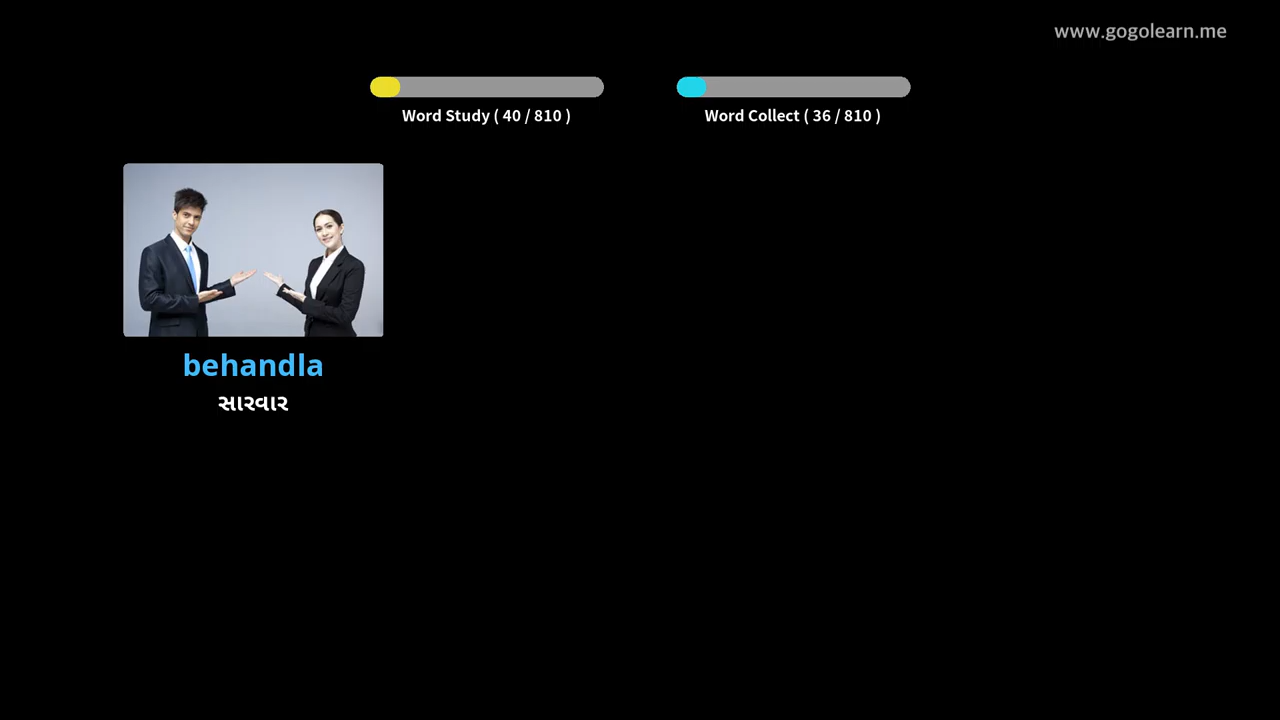 www.gogolearn.me
Word Study ( 40 / 810 )
Word Collect ( 36 / 810 )
behandla
સારવાર